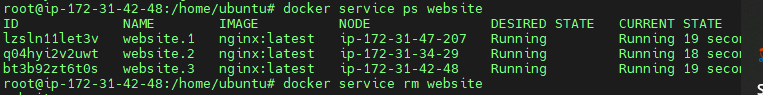 root@ip-172-31-42-48:/home/ubuntu# docker service ps website
ID NAME IMAGE NODE DESIRED STATE CURRENT STATE
lzsln11let3v website.1 nginx:latest ip-172-31-47-207 Running Running 19 secon
q04hyi2v2uwt website.2 nginx:latest ip-172-31-34-29 Running Running 18 secon
bt3b92zt6t0s website.3 nginx:latest ip-172-31-42-48 Running Running 19 secon
root@ip-172-31-42-48:/home/ubuntu# docker service rm website